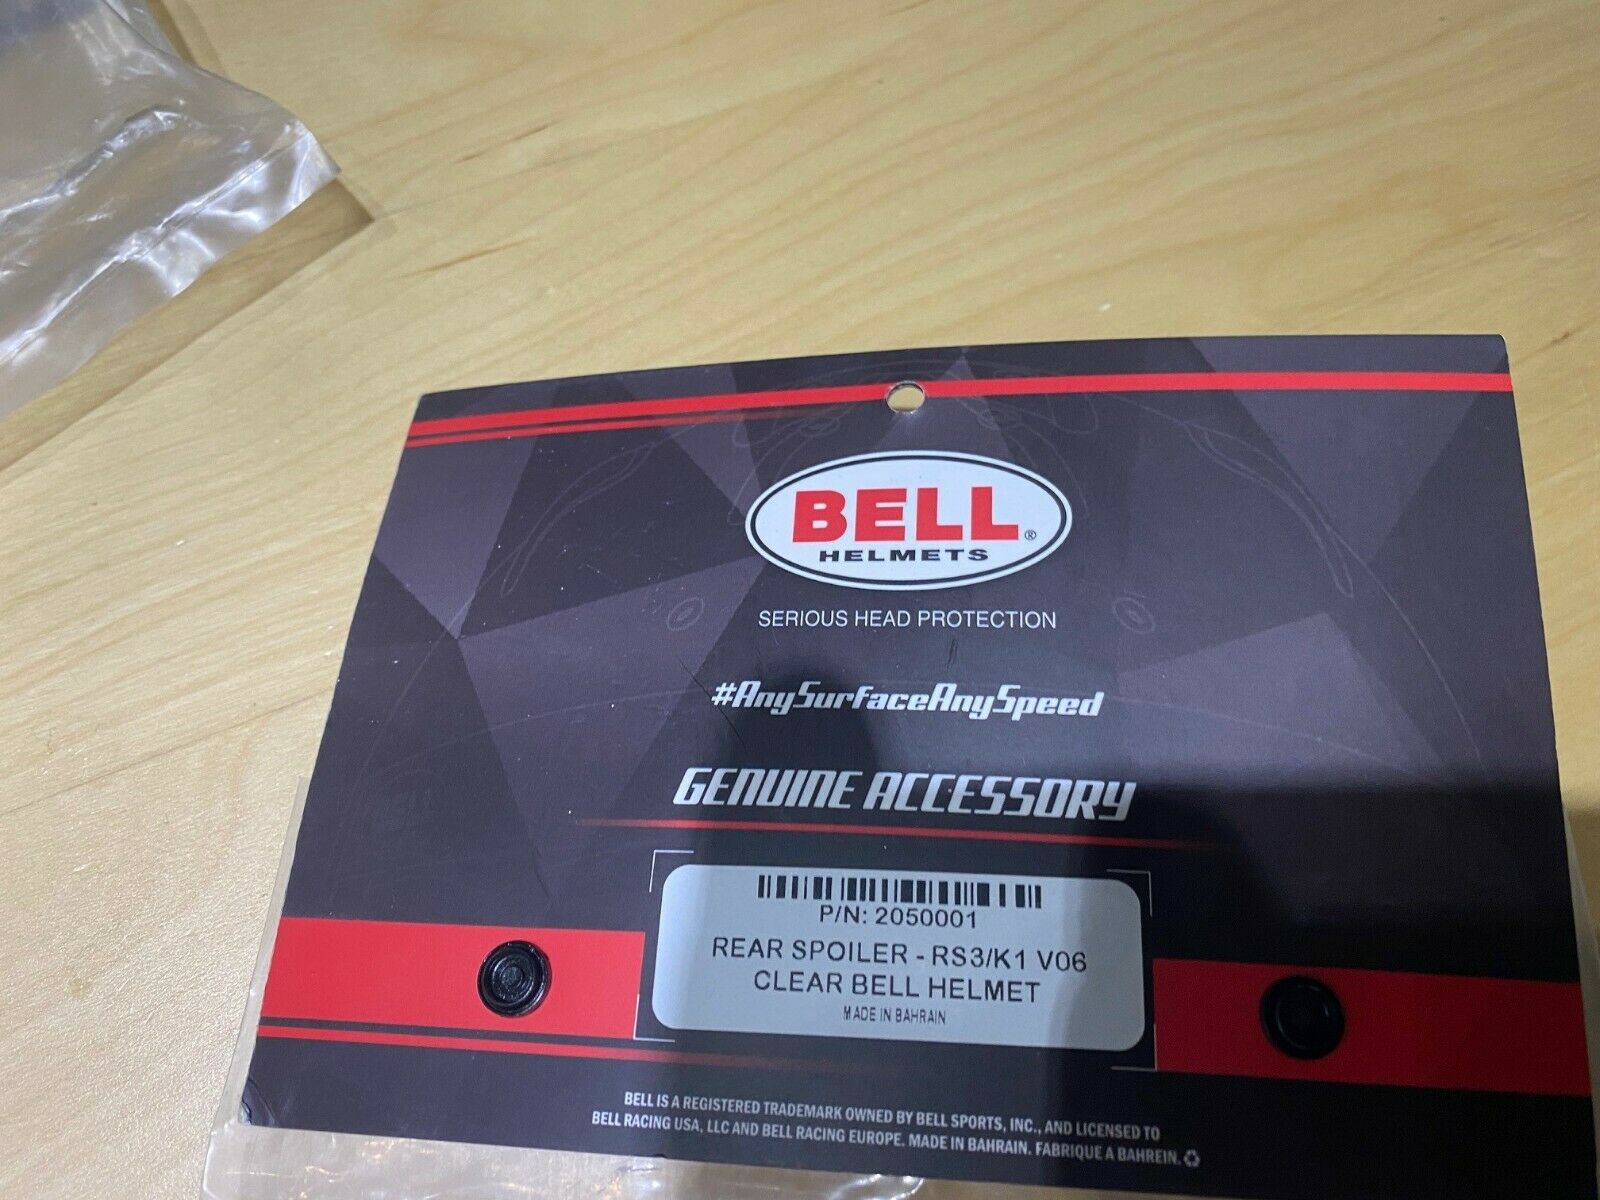 BELL®
HELMETS
SERIOUS HEAD PROTECTION
#AnySurfaceAnySpeed
GENUINE ACCESSORY
P/N: 2050001
REAR SPOILER - RS3/K1 V06
CLEAR BELL HELMET
MADE IN BAHRAIN
BELL IS A REGISTERED TRADEMARK OWNED BY BELL SPORTS, INC., AND LICENSED TO
BELL RACING USA, LLC AND BELL RACING EUROPE. MADE IN BAHRAIN. FABRIQUE A BAHREIN.